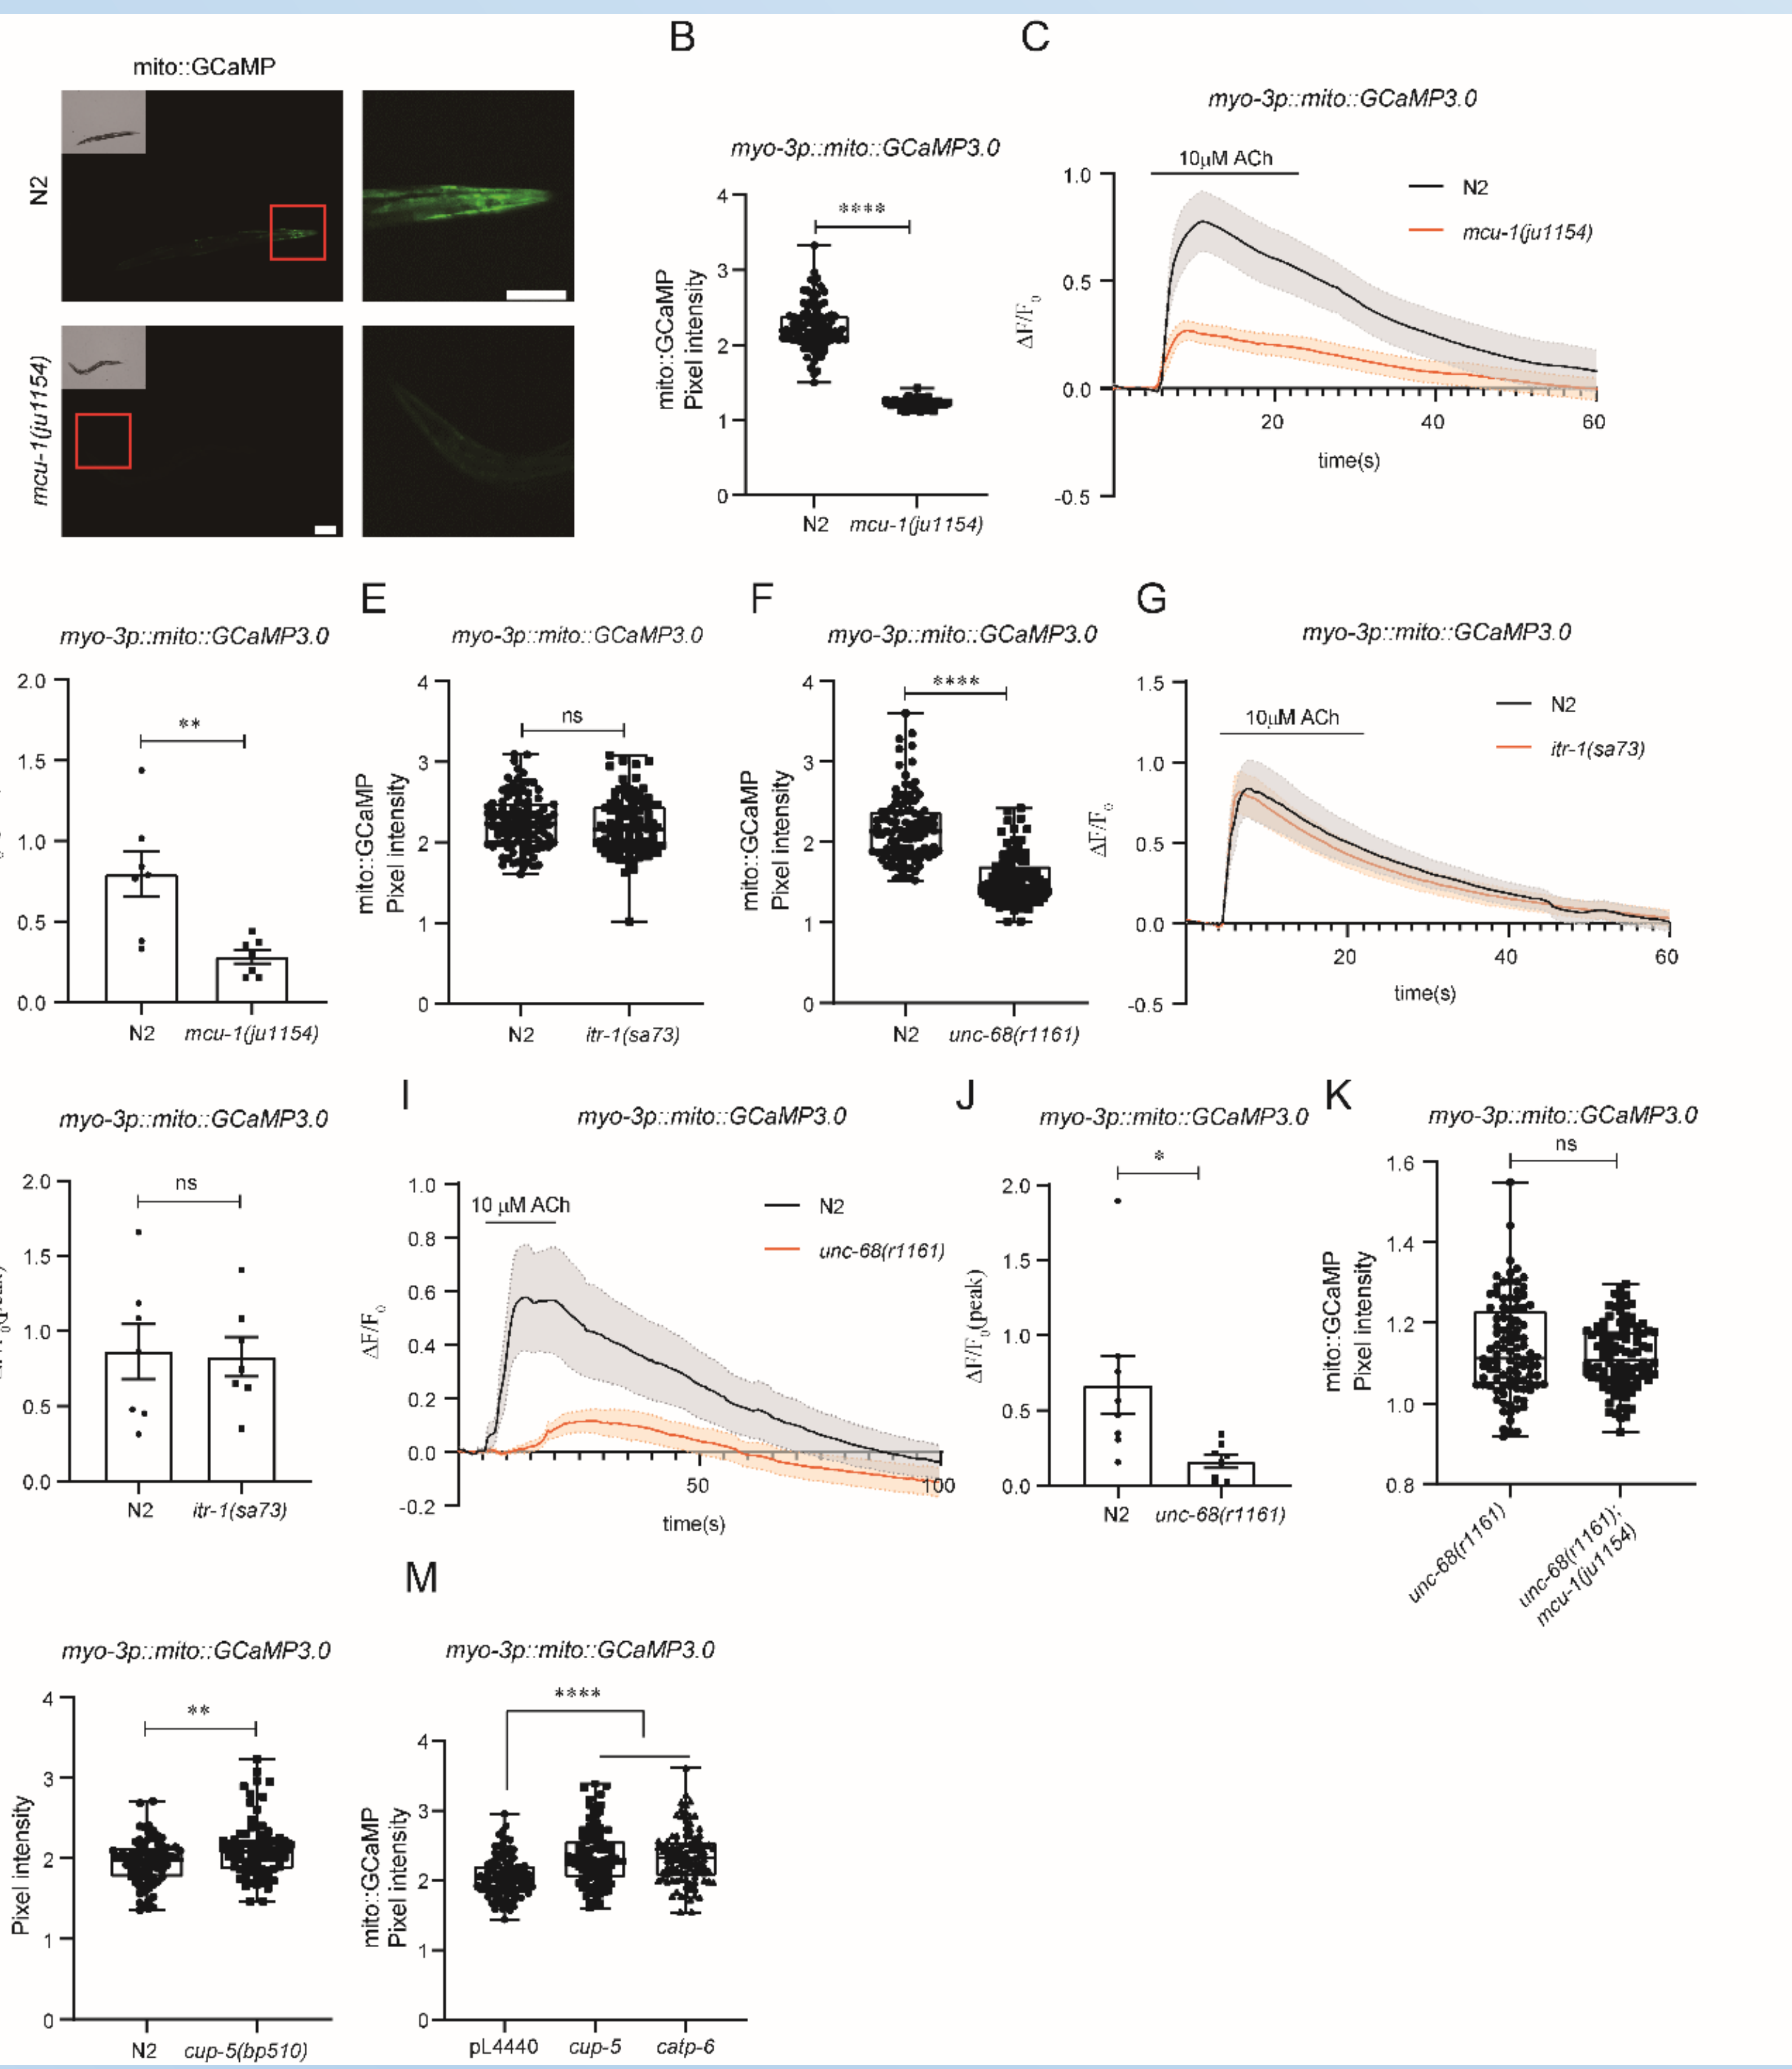 B
C
mito::GCaMP
N2
mcu-1(ju1154)
myo-3p::mito::GCaMP3.0
4
3
2
1
0
mito::GCaMP
Pixel intensity
****
N2
mcu-1(ju1154)
myo-3p::mito::GCaMP3.0
10μM ACh
N2
mcu-1(ju1154)
1.0
0.5
0.0
-0.5
ΔF/F0
20
40
60
time(s)
myo-3p::mito::GCaMP3.0
2.0
1.5
1.0
0.5
0.0
**
N2
mcu-1(ju1154)
E
myo-3p::mito::GCaMP3.0
4
3
2
1
0
mito::GCaMP
Pixel intensity
ns
N2
itr-1(sa73)
F
myo-3p::mito::GCaMP3.0
4
3
2
1
0
mito::GCaMP
Pixel intensity
****
N2
unc-68(r1161)
G
myo-3p::mito::GCaMP3.0
10μM ACh
N2
itr-1(sa73)
1.5
1.0
0.5
0.0
-0.5
ΔF/F0
20
40
60
time(s)
myo-3p::mito::GCaMP3.0
2.0
1.5
1.0
0.5
0.0
ns
N2
itr-1(sa73)
I
myo-3p::mito::GCaMP3.0
10 μM ACh
N2
unc-68(r1161)
1.0
0.8
0.6
0.4
0.2
0.0
-0.2
ΔF/F0
50
100
time(s)
J
myo-3p::mito::GCaMP3.0
2.0
1.5
1.0
0.5
0.0
ΔF/F0(peak)
*
N2
unc-68(r1161)
K
myo-3p::mito::GCaMP3.0
ns
1.6
1.4
1.2
1.0
0.8
mito::GCaMP
Pixel intensity
unc-68(r1161)
unc-68(r1161);
mcu-1(ju1154)
myo-3p::mito::GCaMP3.0
4
3
2
1
0
Pixel intensity
**
N2
cup-5(bp510)
M
myo-3p::mito::GCaMP3.0
****
4
3
2
1
0
mito::GCaMP
Pixel intensity
pL4440
cup-5
catp-6